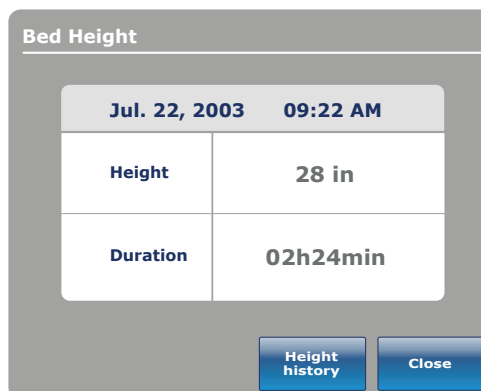 Bed Height
Jul. 22, 2003 09:22 AM
Height 28 in
Duration 02h24min
Height
history
Close